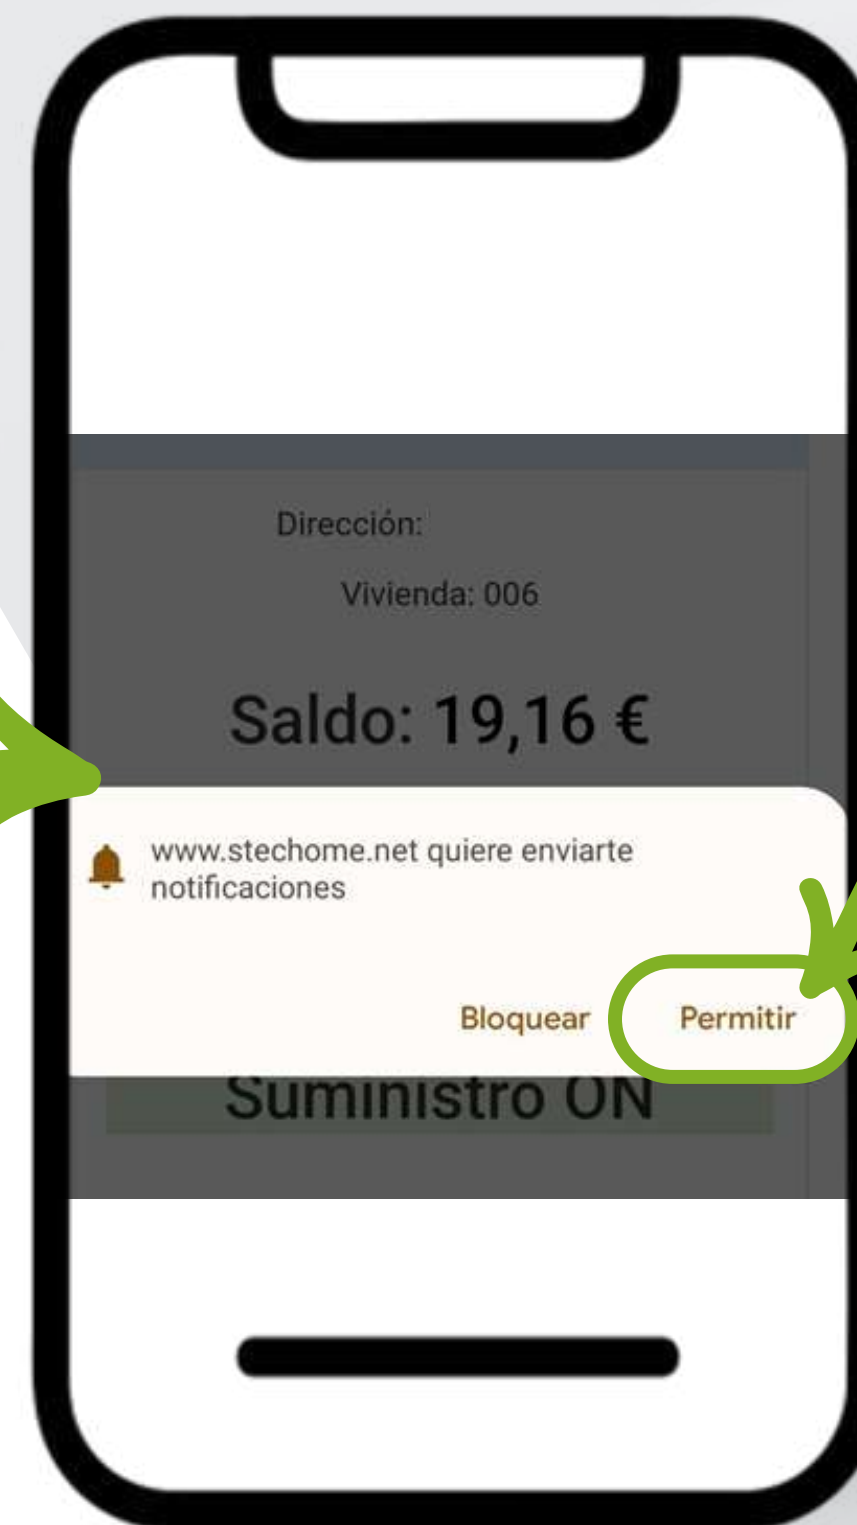 Dirección:
Vivienda: 006
Saldo: 19,16 €
www.stechome.net quiere enviarte
notificaciones
Bloquear
Permitir
Suministro ON